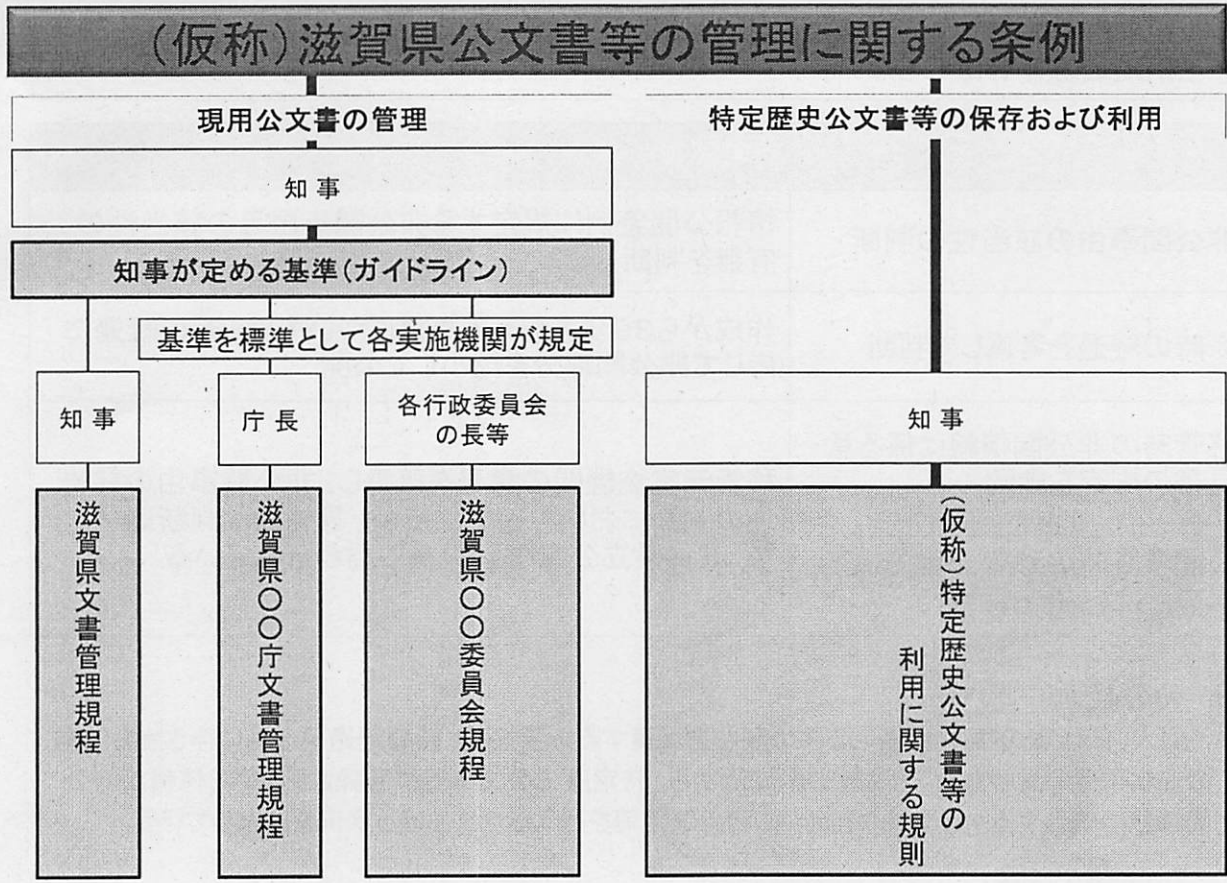 (仮称)滋賀県公文書等の管理に関する条例
現用公文書の管理
特定歴史公文書等の保存および利用
知事
知事が定める基準(ガイドライン)
基準を標準として各実施機関が規定
知事
庁長
各行政委員会
の長等
知事
滋賀県文書管理規程
滋賀県〇〇庁文書管理規程
滋賀県〇〇委員会規程
(仮称)特定歴史公文書等の
利用に関する規則